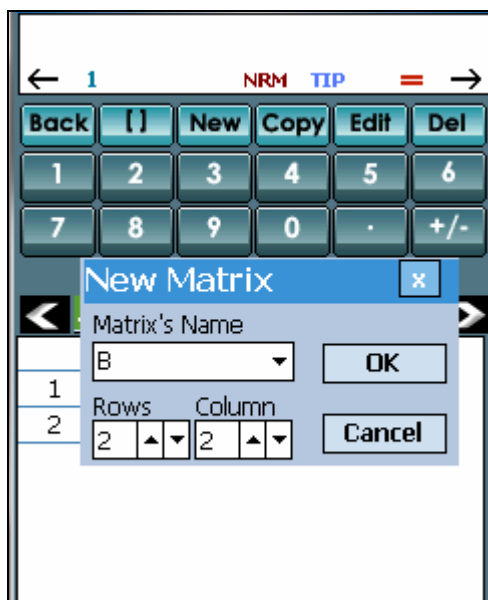 ← 1 NRM TIP = →
Back [ ] New Copy Edit Del
1 2 3 4 5 6
7 8 9 0 . +/-
New Matrix x
Matrix's Name
B OK
1
Rows Column
2 2 2 Cancel